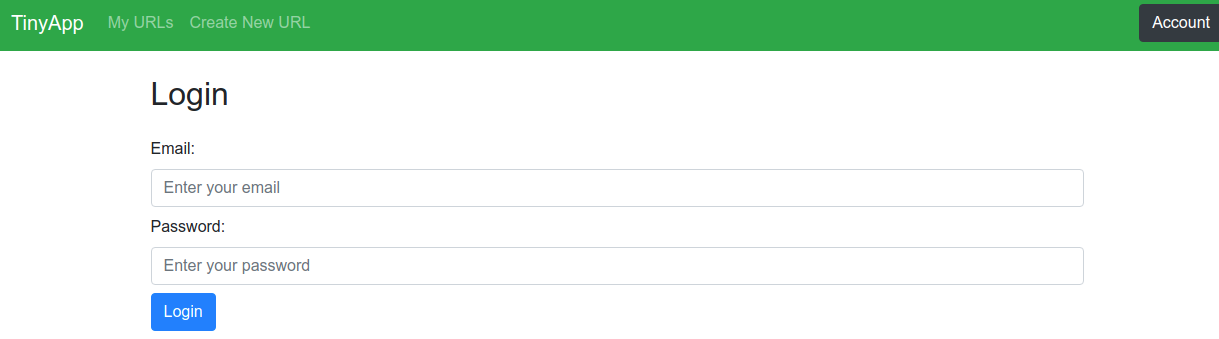 TinyApp My URLs Create New URL Account
Login
Email:
Enter your email
Password:
Enter your password
Login